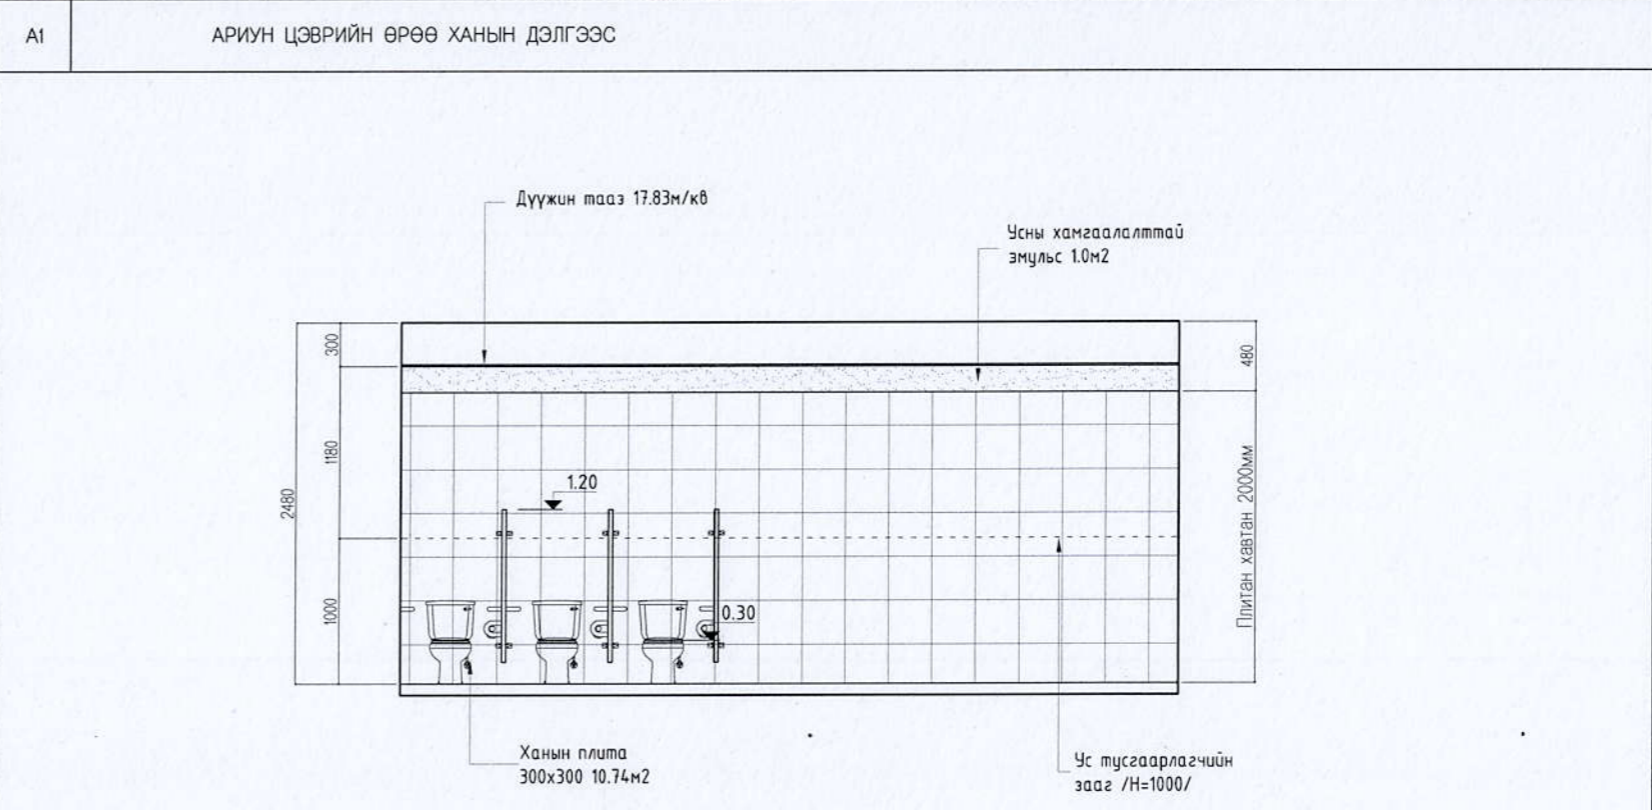 A1
АРИУН ЦЭВРИЙН ӨРӨӨ ХАНЫН ДЭЛГЭЭС
Дүүжин тааз 17.83м/кв
Усны хамгаалалттай
эмульс 1.0м2
300
480
1180
2480
1.20
Плитан хавтан 2000мм
1000
0.30
Ханын плита
300х300 10.74м2
Ус тусгаарлагчийн
зааг /Н=1000/